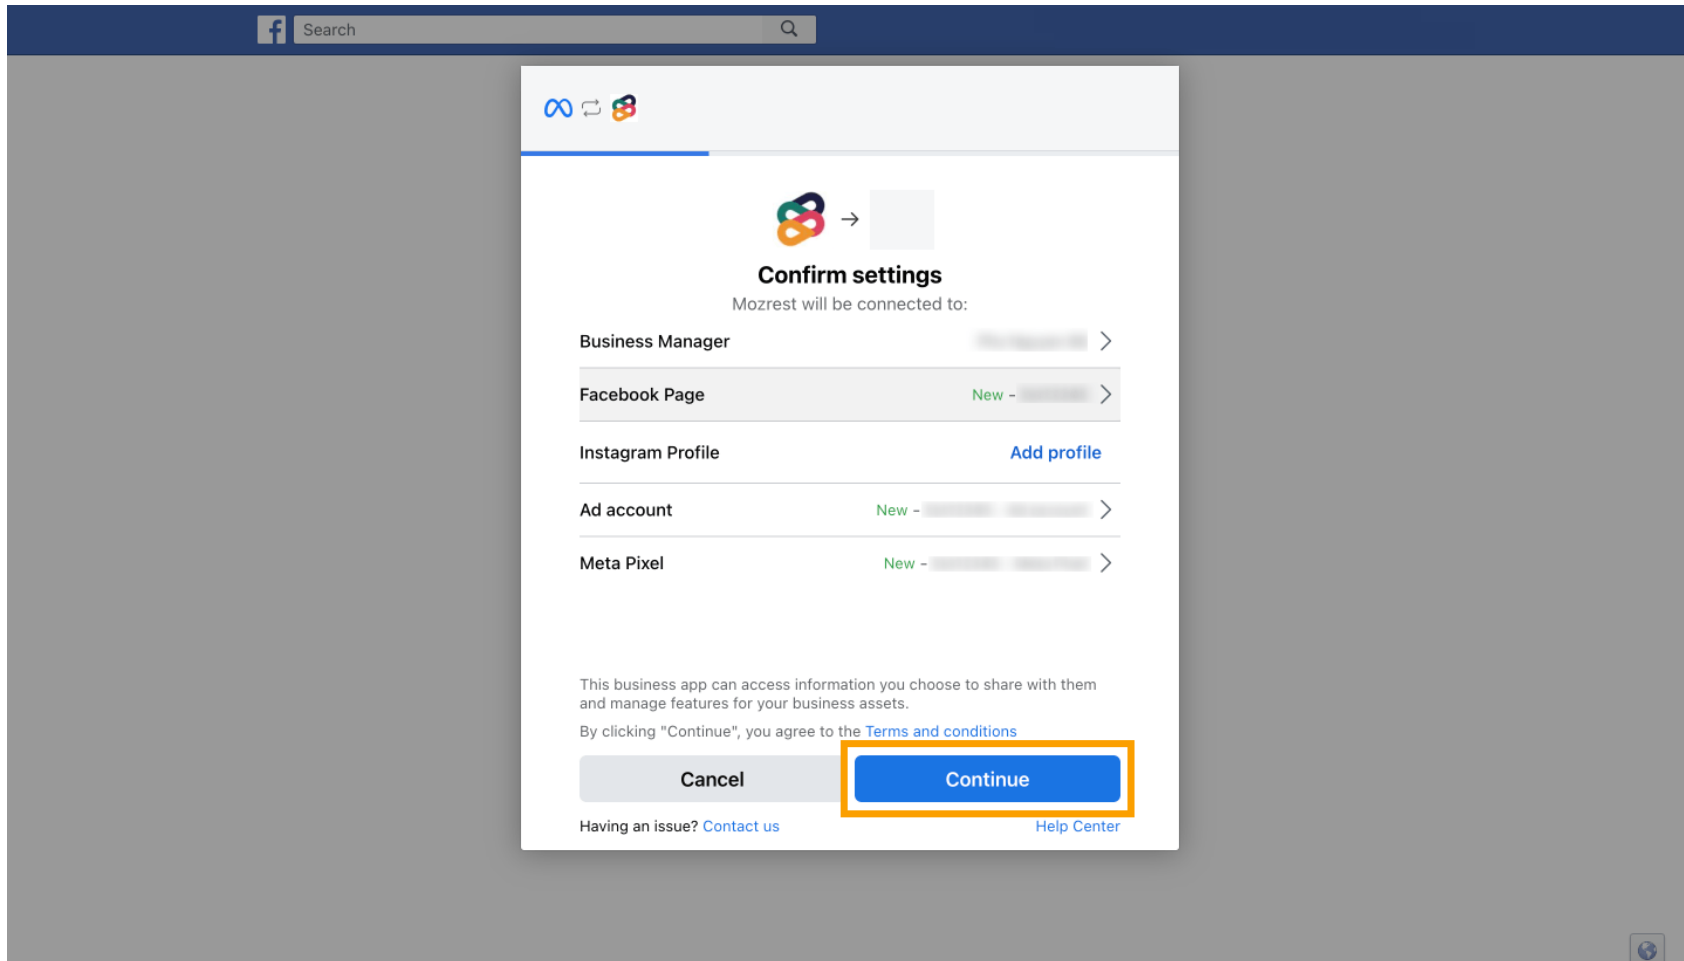 Search
Confirm settings
Mozrest will be connected to:
Business Manager
Facebook Page New -
Instagram Profile Add profile
Ad account New -
Meta Pixel New -
This business app can access information you choose to share with them
and manage features for your business assets.
By clicking "Continue", you agree to the Terms and conditions
Cancel Continue
Having an issue? Contact us Help Center